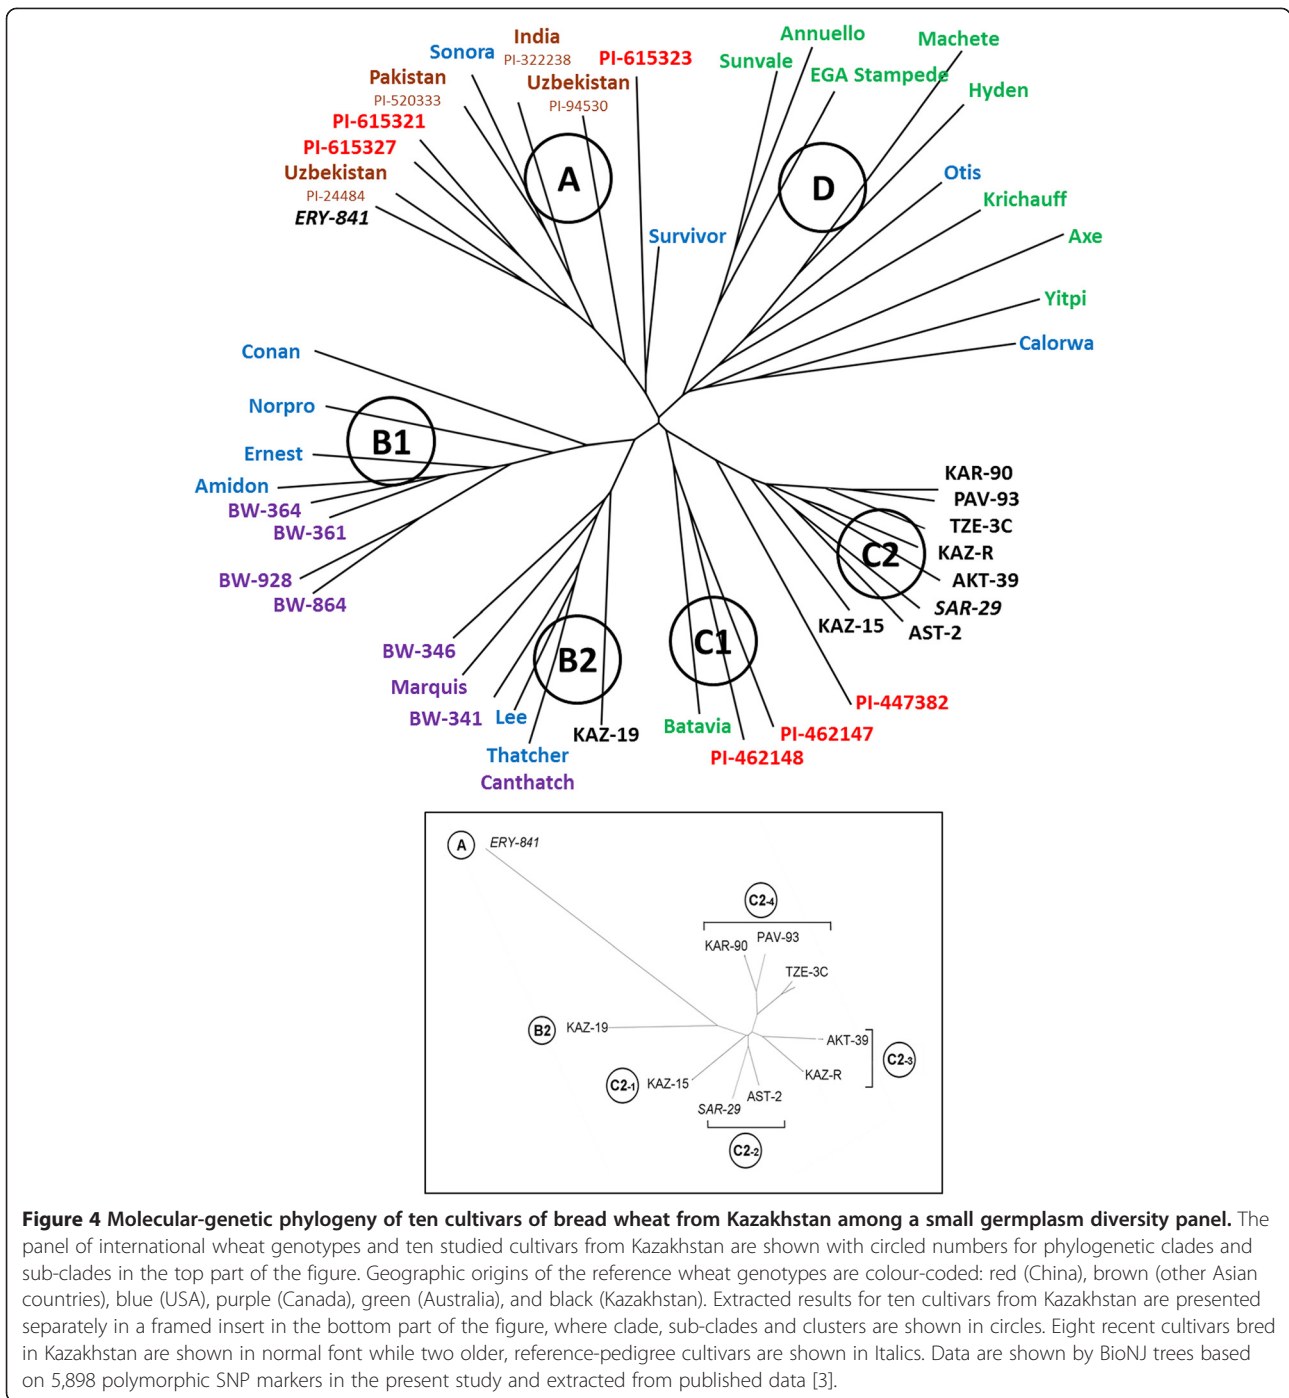 India
PI-322238
Sonora
PI-615323
Uzbekistan
PI-94530
Pakistan
PI-520333
PI-615321
PI-615327
Uzbekistan
PI-24484
ERY-841
A
Survivor
Annuello
Sunvale
EGA Stampede
Machete
Hyden
D
Otis
Krichauff
Axe
Yitpi
Calorwa
Conan
Norpro
B1
Ernest
Amidon
BW-364
BW-361
BW-928
BW-864
BW-346
Marquis
BW-341
Lee
Thatcher
Canthatch
B2
KAZ-19
C1
Batavia
PI-462148
PI-462147
PI-447382
KAR-90
PAV-93
TZE-3C
C2
KAZ-R
AKT-39
SAR-29
AST-2
KAZ-15
A
ERY-841
C2-4
KAR-90
PAV-93
TZE-3C
B2
KAZ-19
AKT-39
C2-3
KAZ-R
C2-1
KAZ-15
AST-2
SAR-29
C2-2
Figure 4 Molecular-genetic phylogeny of ten cultivars of bread wheat from Kazakhstan among a small germplasm diversity panel. The
panel of international wheat genotypes and ten studied cultivars from Kazakhstan are shown with circled numbers for phylogenetic clades and
sub-clades in the top part of the figure. Geographic origins of the reference wheat genotypes are colour-coded: red (China), brown (other Asian
countries), blue (USA), purple (Canada), green (Australia), and black (Kazakhstan). Extracted results for ten cultivars from Kazakhstan are presented
separately in a framed insert in the bottom part of the figure, where clade, sub-clades and clusters are shown in circles. Eight recent cultivars bred
in Kazakhstan are shown in normal font while two older, reference-pedigree cultivars are shown in Italics. Data are shown by BioNJ trees based
on 5,898 polymorphic SNP markers in the present study and extracted from published data [3].